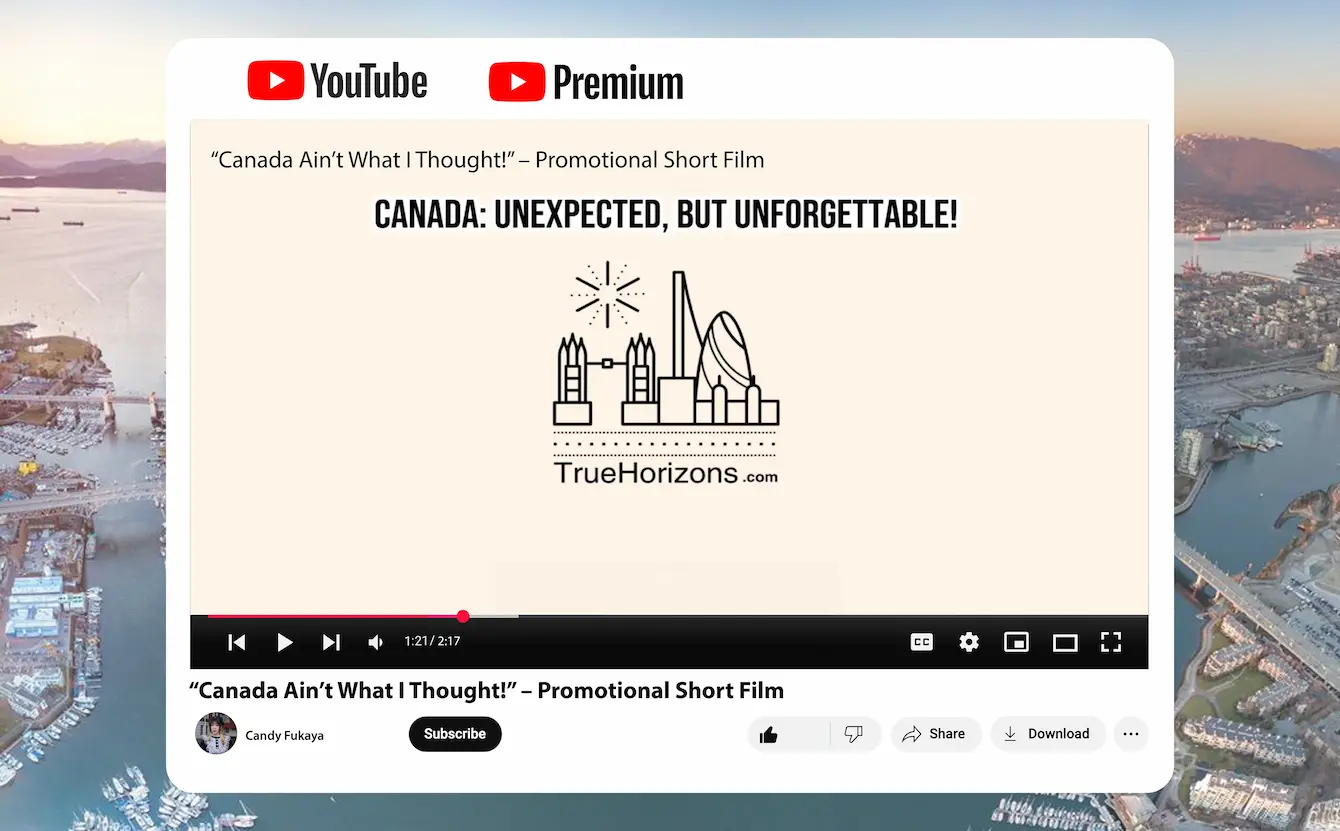 YouTube
Premium
“Canada Ain’t What I Thought!” – Promotional Short Film
CANADA: UNEXPECTED, BUT UNFORGETTABLE!
TrueHorizons.com
1:21 / 2:17
CC
“Canada Ain’t What I Thought!” – Promotional Short Film
Candy Fukaya
Subscribe
Share
Download